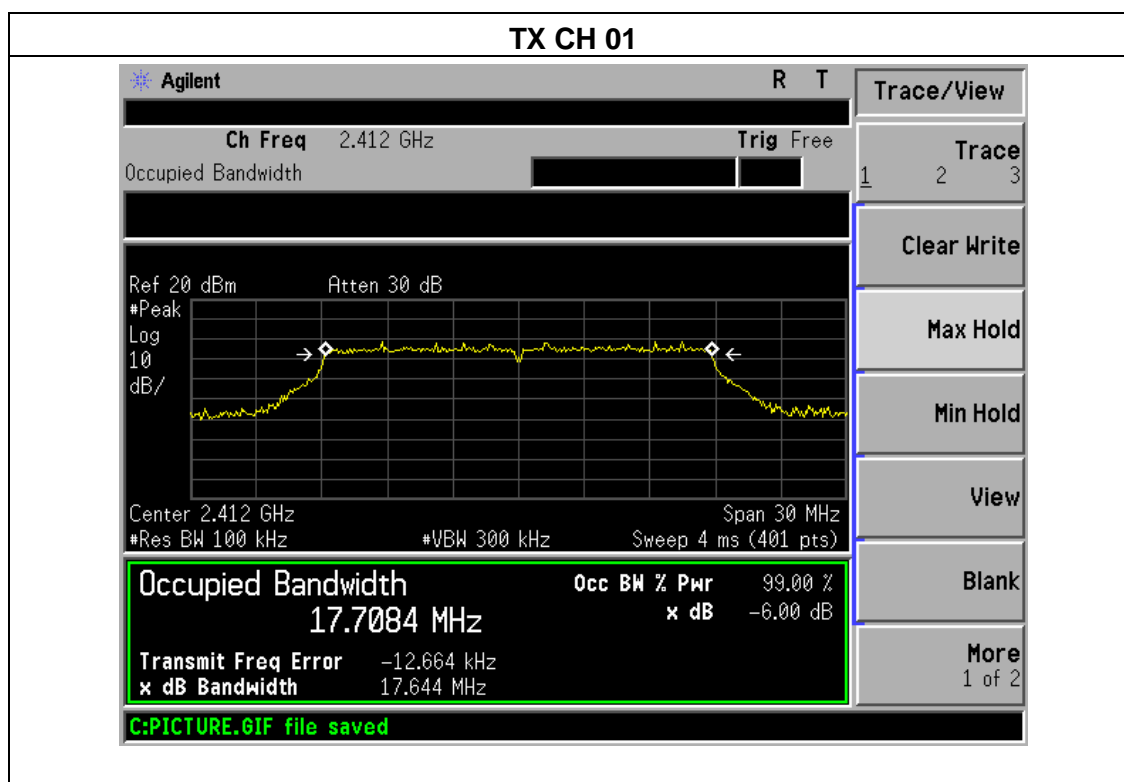 TX CH 01
Agilent R T
Ch Freq 2.412 GHz Trig Free
Occupied Bandwidth
Ref 20 dBm Atten 30 dB
#Peak
Log
10
dB/
Center 2.412 GHz Span 30 MHz
#Res BW 100 kHz #VBW 300 kHz Sweep 4 ms (401 pts)
Occupied Bandwidth
17.7084 MHz
Occ BW % Pwr 99.00 %
x dB -6.00 dB
Transmit Freq Error -12.664 kHz
x dB Bandwidth 17.644 MHz
C:PICTURE.GIF file saved
Trace/View
Trace
1 2 3
Clear Write
Max Hold
Min Hold
View
Blank
More
1 of 2